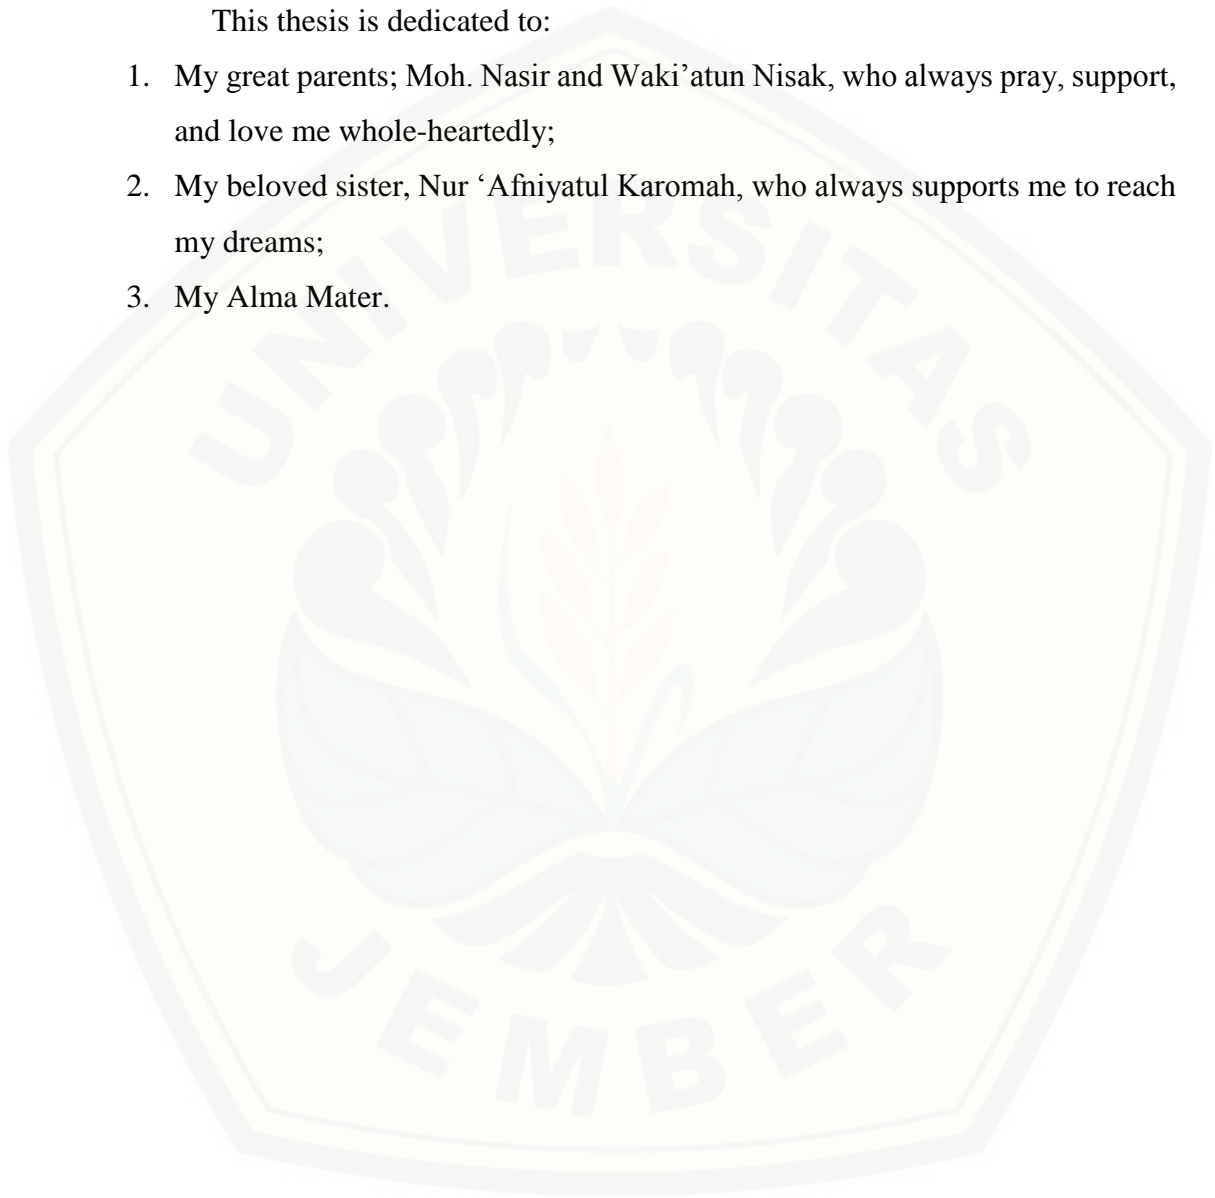 This thesis is dedicated to:
1. My great parents; Moh. Nasir and Waki’atun Nisak, who always pray, support,
and love me whole-heartedly;
2. My beloved sister, Nur ‘Afniyatul Karomah, who always supports me to reach
my dreams;
3. My Alma Mater.
UNIVERSITAS
JEMBER